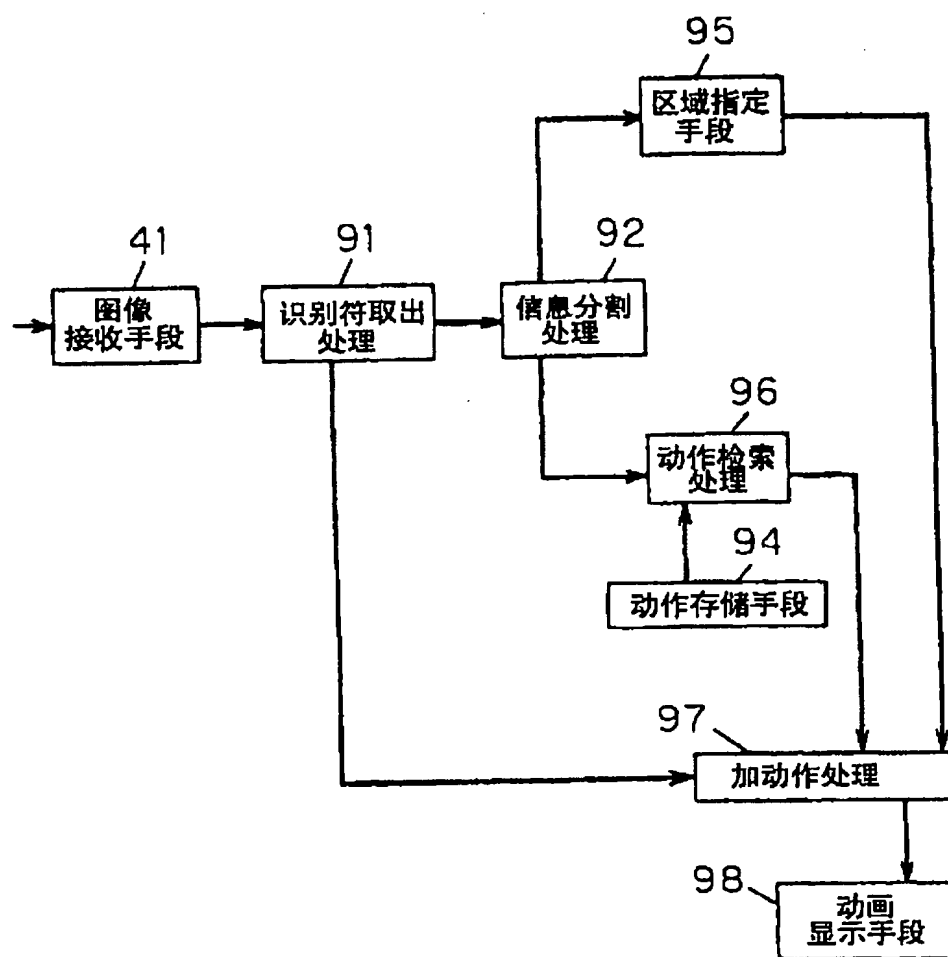 95
区域指定
手段
41
图像
接收手段
91
识别符取出
处理
92
信息分割
处理
96
动作检索
处理
94
动作存储手段
97
加动作处理
98
动画
显示手段